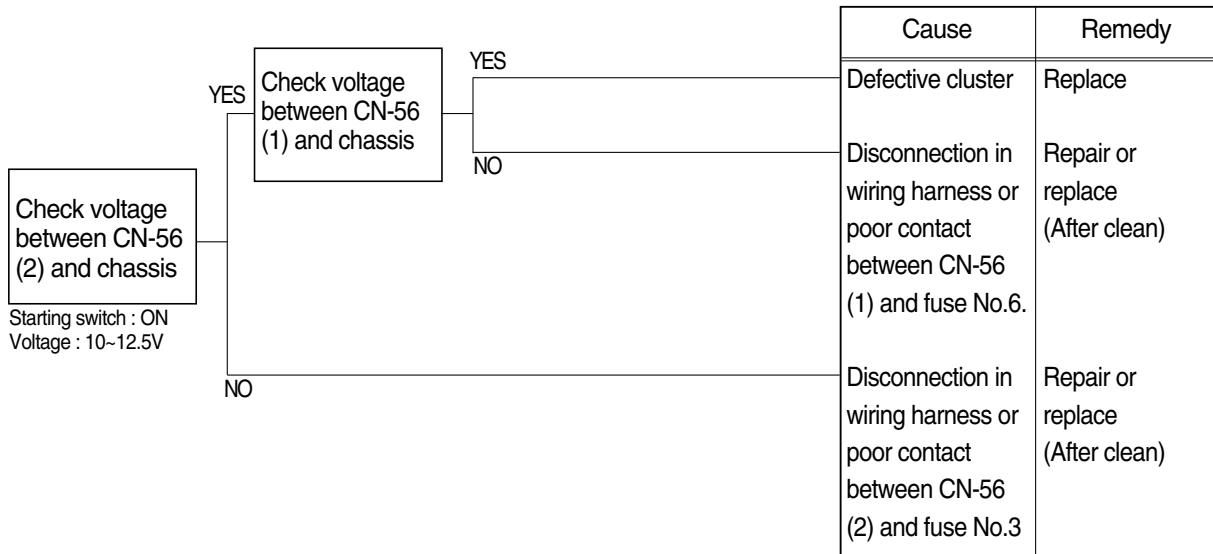 Cause
Remedy
YES
Check voltage
between CN-56
(1) and chassis
YES
Defective cluster
Replace
NO
Disconnection in
wiring harness or
poor contact
between CN-56
(1) and fuse No.6.
Repair or
replace
(After clean)
Check voltage
between CN-56
(2) and chassis
Starting switch : ON
Voltage : 10~12.5V
NO
Disconnection in
wiring harness or
poor contact
between CN-56
(2) and fuse No.3
Repair or
replace
(After clean)